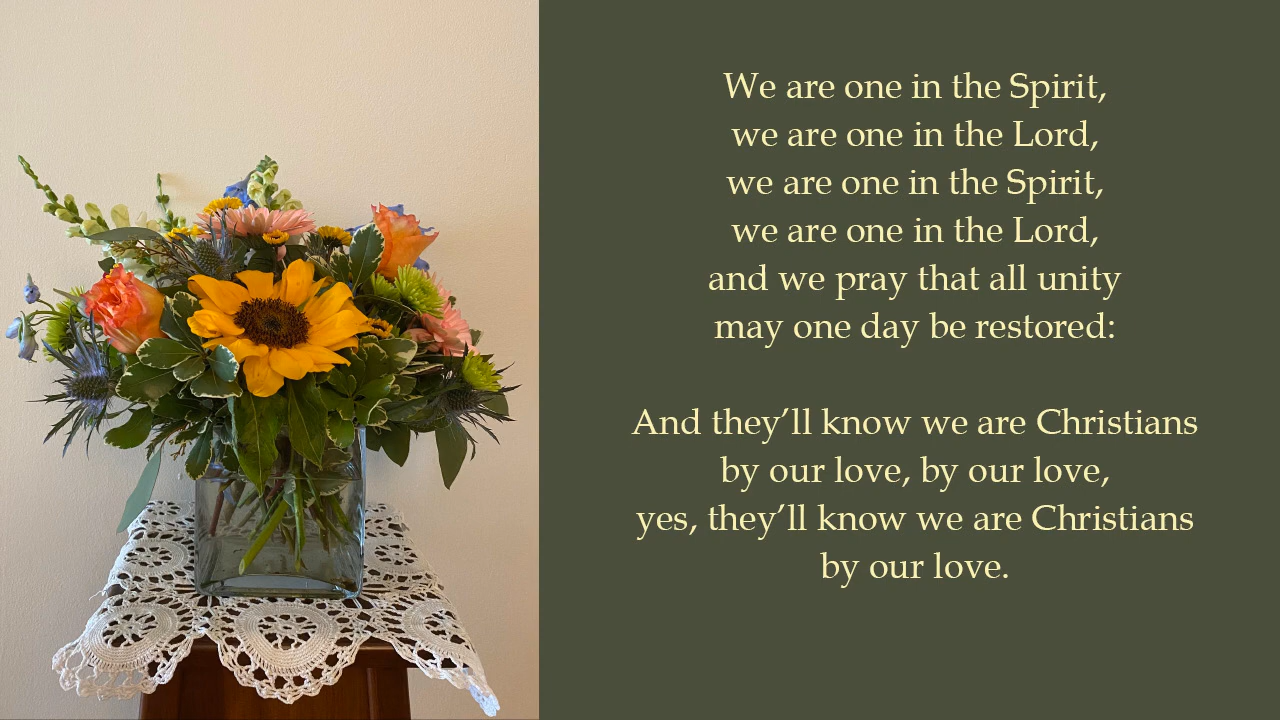 We are one in the Spirit,
we are one in the Lord,
we are one in the Spirit,
we are one in the Lord,
and we pray that all unity
may one day be restored:
And they’ll know we are Christians
by our love, by our love,
yes, they’ll know we are Christians
by our love.